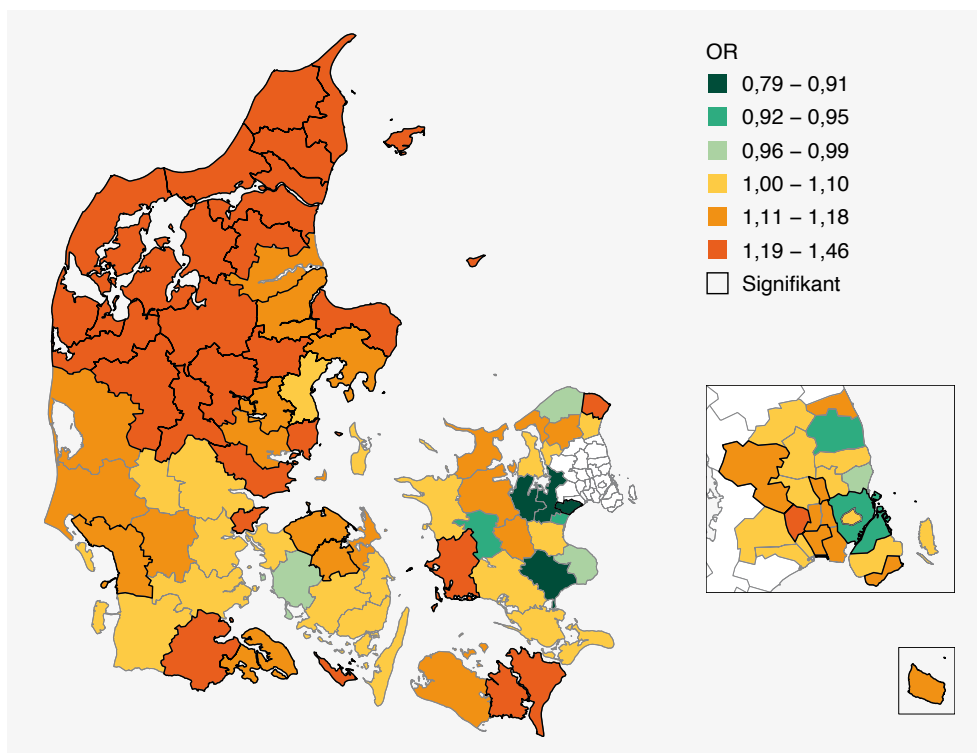 OR
0,79 – 0,91
0,92 – 0,95
0,96 – 0,99
1,00 – 1,10
1,11 – 1,18
1,19 – 1,46
Signifikant